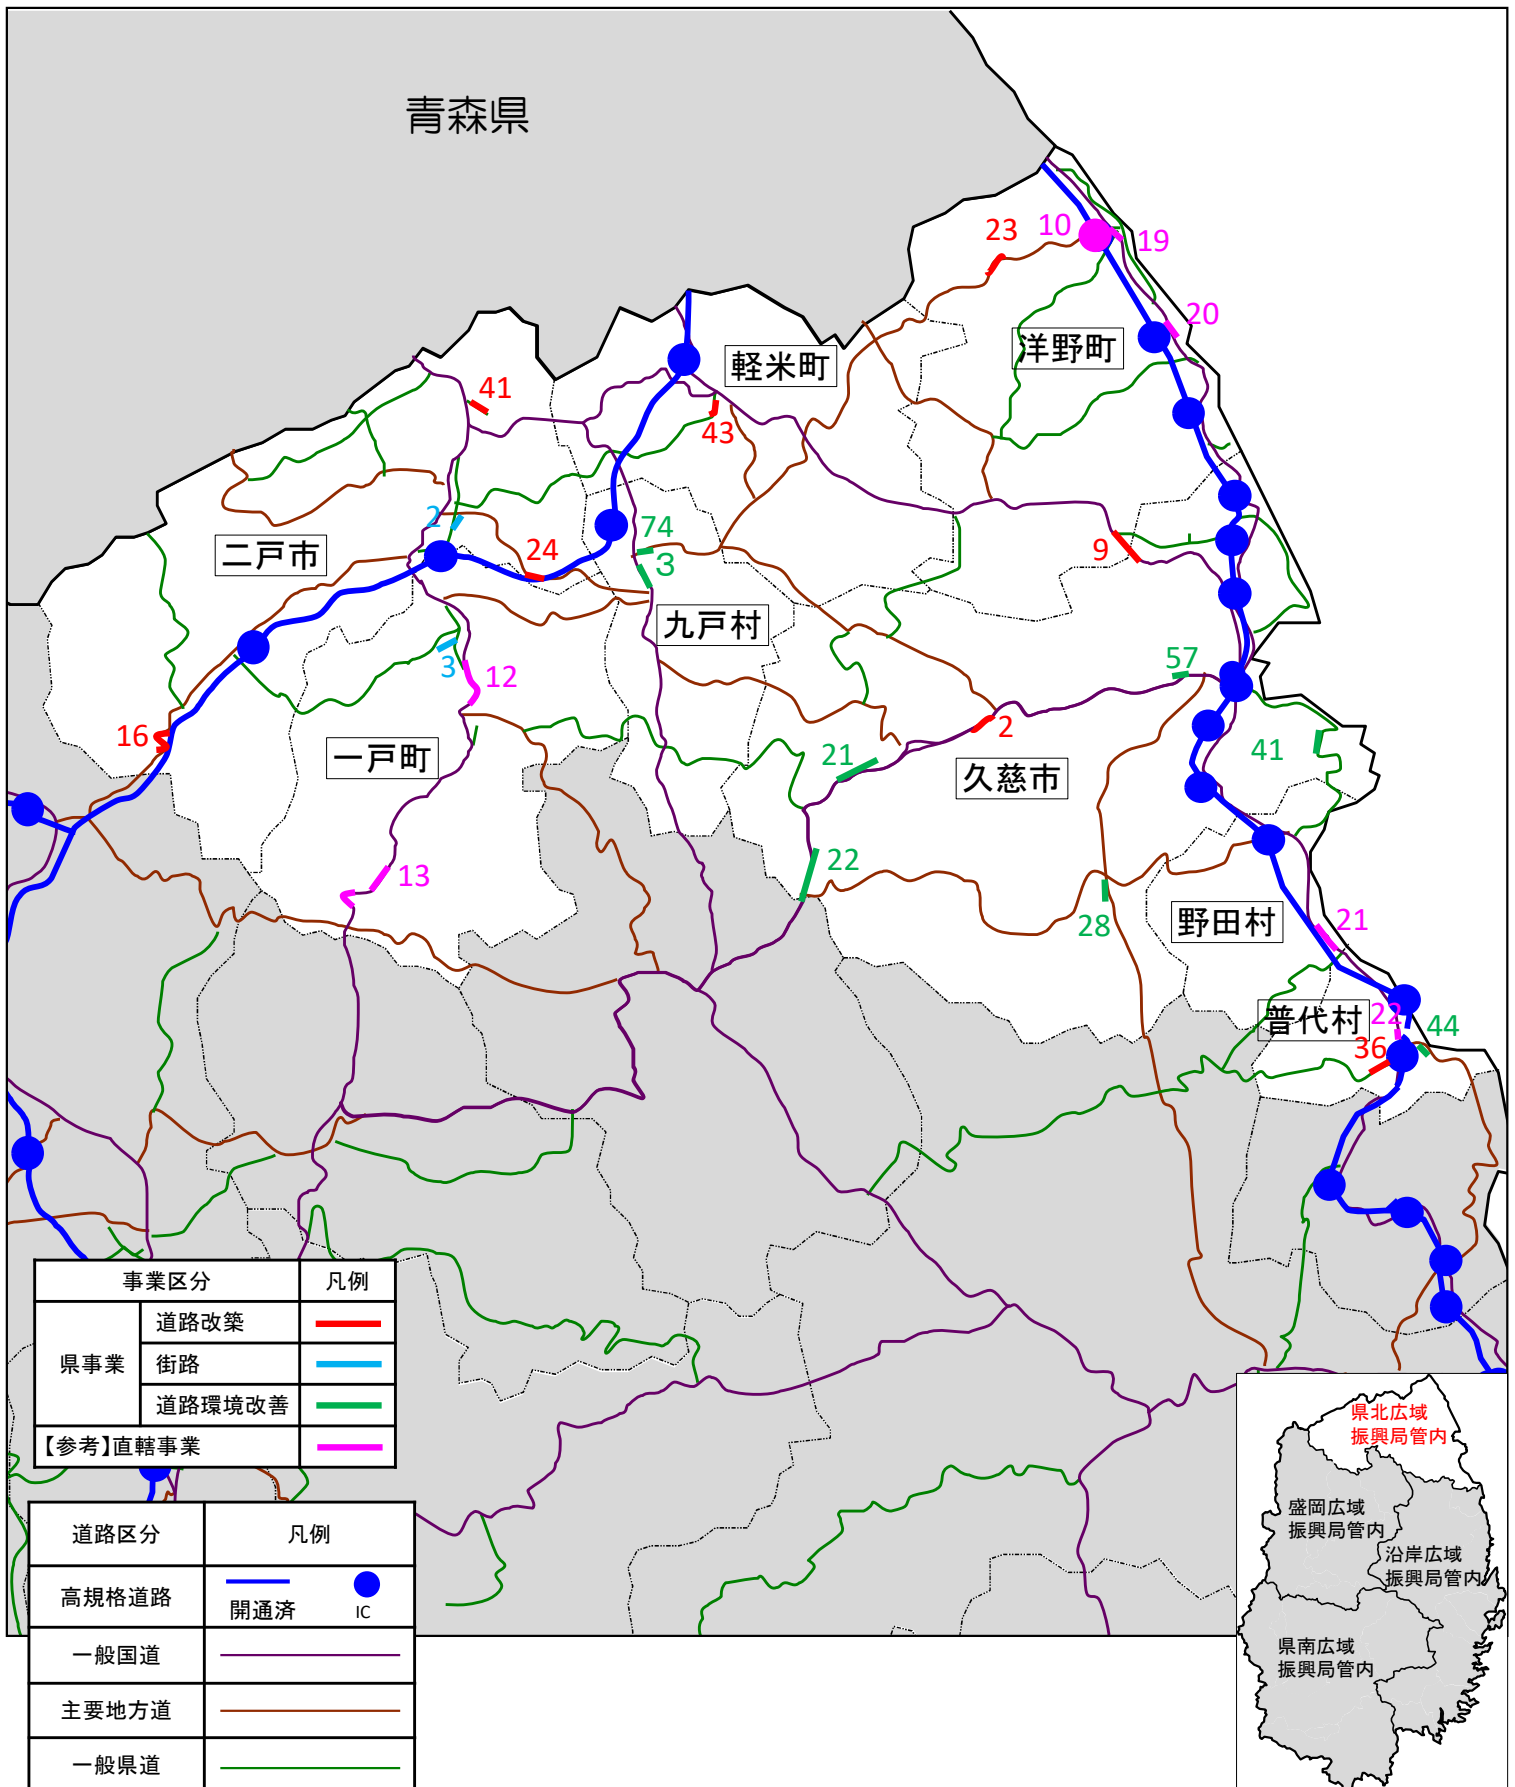 青森県
23
10
19
20
洋野町
軽米町
41
43
2
二戸市
24
74
3
9
九戸村
3
12
57
16
一戸町
2
21
久慈市
41
13
22
28
野田村
21
普代村
22
44
36
事業区分
凡例
県事業
道路改築
街路
道路環境改善
【参考】直轄事業
道路区分
凡例
高規格道路
開通済
IC
一般国道
主要地方道
一般県道
県北広域
振興局管内
盛岡広域
振興局管内
沿岸広域
振興局管内
県南広域
振興局管内